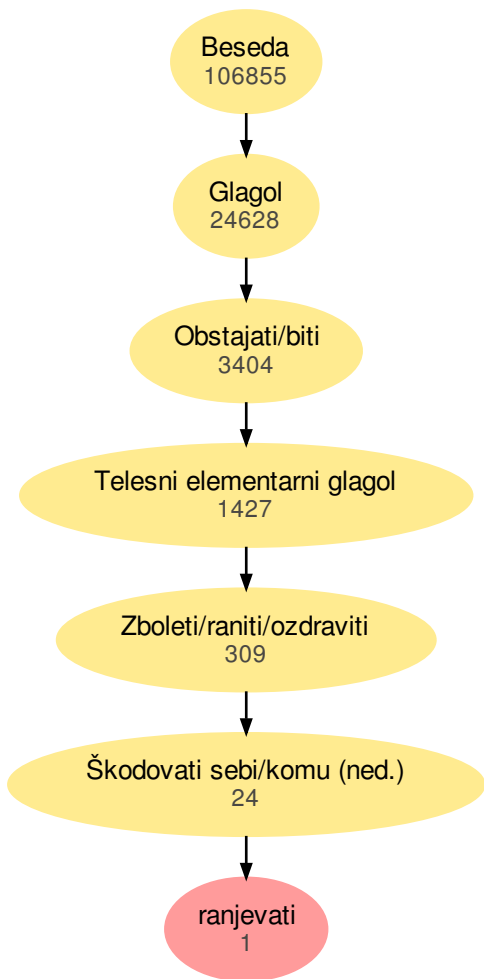 Beseda
106855
Glagol
24628
Obstajati/biti
3404
Telesni elementarni glagol
1427
Zboleti/raniti/ozdraviti
309
Škodovati sebi/komu (ned.)
24
ranjevati
1